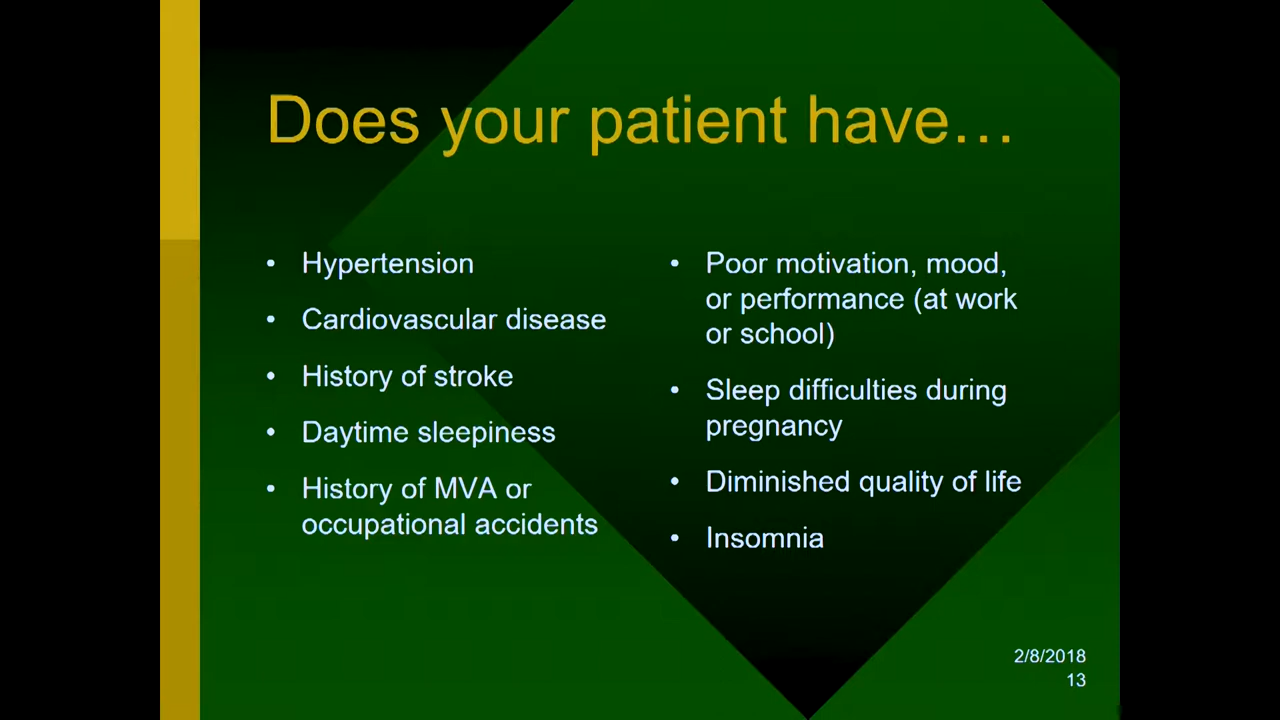 Does your patient have…
• Hypertension
• Cardiovascular disease
• History of stroke
• Daytime sleepiness
• History of MVA or
occupational accidents
• Poor motivation, mood,
or performance (at work
or school)
• Sleep difficulties during
pregnancy
• Diminished quality of life
• Insomnia
2/8/2018
13